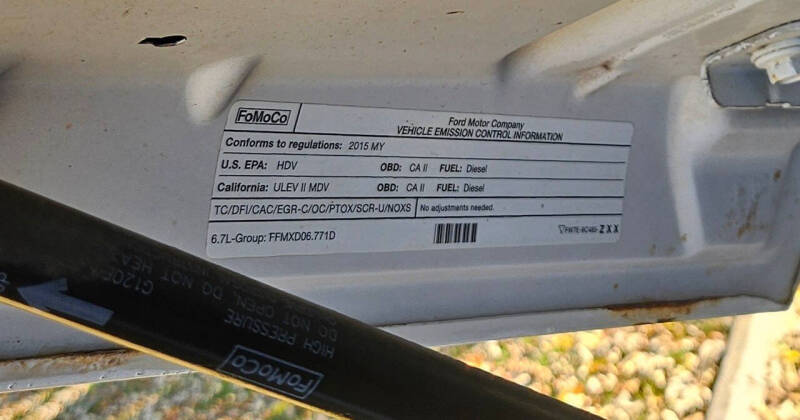 FoMoCo
Ford Motor Company
VEHICLE EMISSION CONTROL INFORMATION
Conforms to regulations: 2015 MY
U.S. EPA: HDV OBD: CA II FUEL: Diesel
California: ULEV II MDV OBD: CA II FUEL: Diesel
TC/DFI/CAC/EGR-C/OC/PTOX/SCR-U/NOXS No adjustments needed.
6.7L-Group: FFMXD06.771D
ZXX
HIGH PRESSURE
DO NOT OPEN, DO NOT
FoMoCo